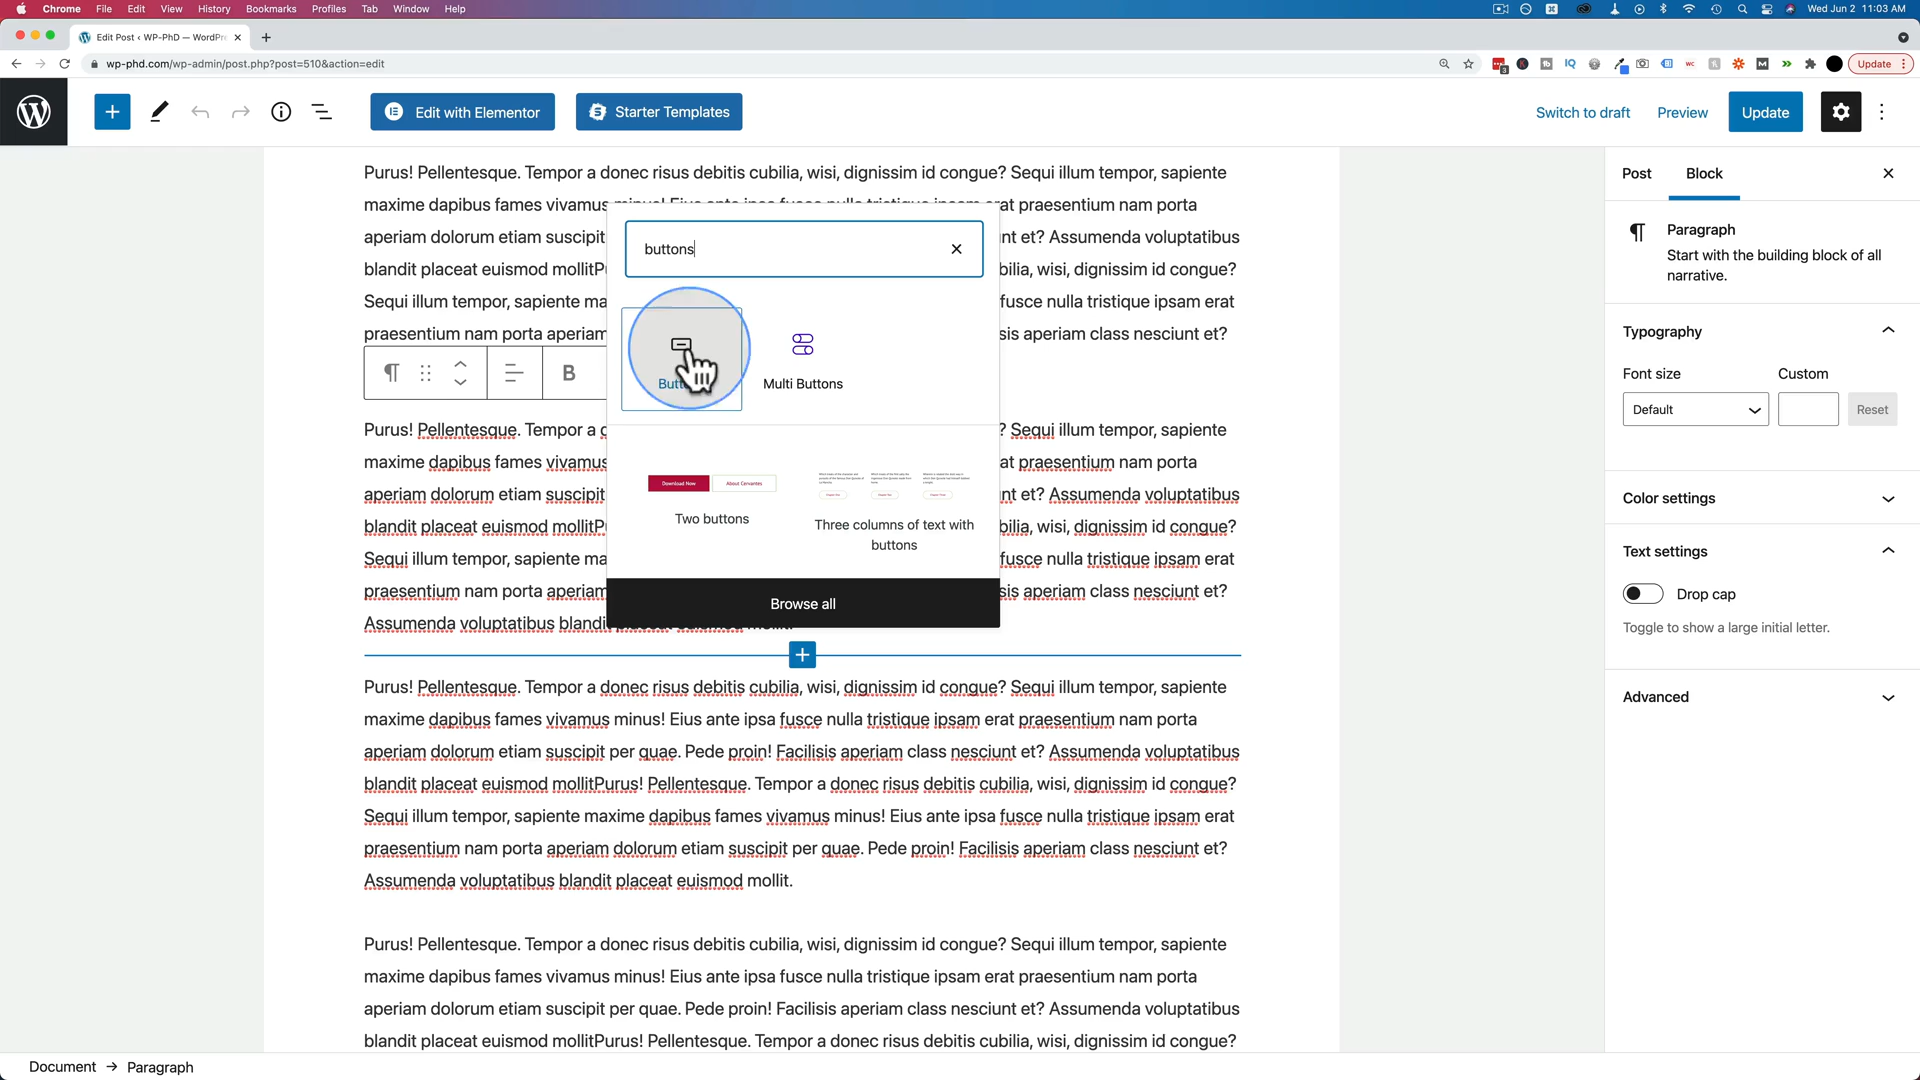 Chrome File Edit View History Bookmarks Profiles Tab Window Help
Wed Jun 2 11:03 AM
Edit Post ‹ WP-PhD — WordPr
wp-phd.com/wp-admin/post.php?post=510&action=edit
Update
Edit with Elementor
Starter Templates
Switch to draft
Preview
Update
Purus! Pellentesque. Tempor a donec risus debitis cubilia, wisi, dignissim id congue? Sequi illum tempor, sapiente
maxime dapibus fames vivamus minus! Eius ante ipsa fusce nulla tristique ipsam erat praesentium nam porta
aperiam dolorum etiam suscipit nt et? Assumenda voluptatibus
blandit placeat euismod mollitP bilia, wisi, dignissim id congue?
Sequi illum tempor, sapiente ma fusce nulla tristique ipsam erat
praesentium nam porta aperiam sis aperiam class nesciunt et?
B
buttons
Butt
Multi Buttons
Download Now
About Cervantes
Two buttons
Three columns of text with
buttons
Browse all
Purus! Pellentesque. Tempor a d ? Sequi illum tempor, sapiente
maxime dapibus fames vivamus at praesentium nam porta
aperiam dolorum etiam suscipit nt et? Assumenda voluptatibus
blandit placeat euismod mollitP bilia, wisi, dignissim id congue?
Sequi illum tempor, sapiente ma fusce nulla tristique ipsam erat
praesentium nam porta aperiam sis aperiam class nesciunt et?
Assumenda voluptatibus blandit placeat euismod mollit.
Purus! Pellentesque. Tempor a donec risus debitis cubilia, wisi, dignissim id congue? Sequi illum tempor, sapiente
maxime dapibus fames vivamus minus! Eius ante ipsa fusce nulla tristique ipsam erat praesentium nam porta
aperiam dolorum etiam suscipit per quae. Pede proin! Facilisis aperiam class nesciunt et? Assumenda voluptatibus
blandit placeat euismod mollitPurus! Pellentesque. Tempor a donec risus debitis cubilia, wisi, dignissim id congue?
Sequi illum tempor, sapiente maxime dapibus fames vivamus minus! Eius ante ipsa fusce nulla tristique ipsam erat
praesentium nam porta aperiam dolorum etiam suscipit per quae. Pede proin! Facilisis aperiam class nesciunt et?
Assumenda voluptatibus blandit placeat euismod mollit.
Purus! Pellentesque. Tempor a donec risus debitis cubilia, wisi, dignissim id congue? Sequi illum tempor, sapiente
maxime dapibus fames vivamus minus! Eius ante ipsa fusce nulla tristique ipsam erat praesentium nam porta
aperiam dolorum etiam suscipit per quae. Pede proin! Facilisis aperiam class nesciunt et? Assumenda voluptatibus
blandit placeat euismod mollitPurus! Pellentesque. Tempor a donec risus debitis cubilia, wisi, dignissim id congue?
Post
Block
Paragraph
Start with the building block of all
narrative.
Typography
Font size
Custom
Default
Reset
Color settings
Text settings
Drop cap
Toggle to show a large initial letter.
Advanced
Document → Paragraph